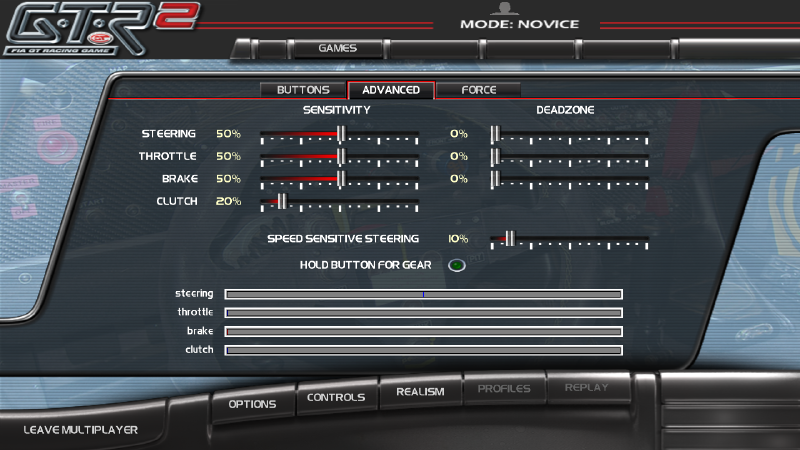 GTR2
FIA GT RACING GAME
MODE: NOVICE
GAMES
BUTTONS ADVANCED FORCE
SENSITIVITY DEADZONE
STEERING 50% 0%
THROTTLE 50% 0%
BRAKE 50% 0%
CLUTCH 20%
SPEED SENSITIVE STEERING 10%
HOLD BUTTON FOR GEAR
steering
throttle
brake
clutch
OPTIONS CONTROLS REALISM PROFILES REPLAY
LEAVE MULTIPLAYER